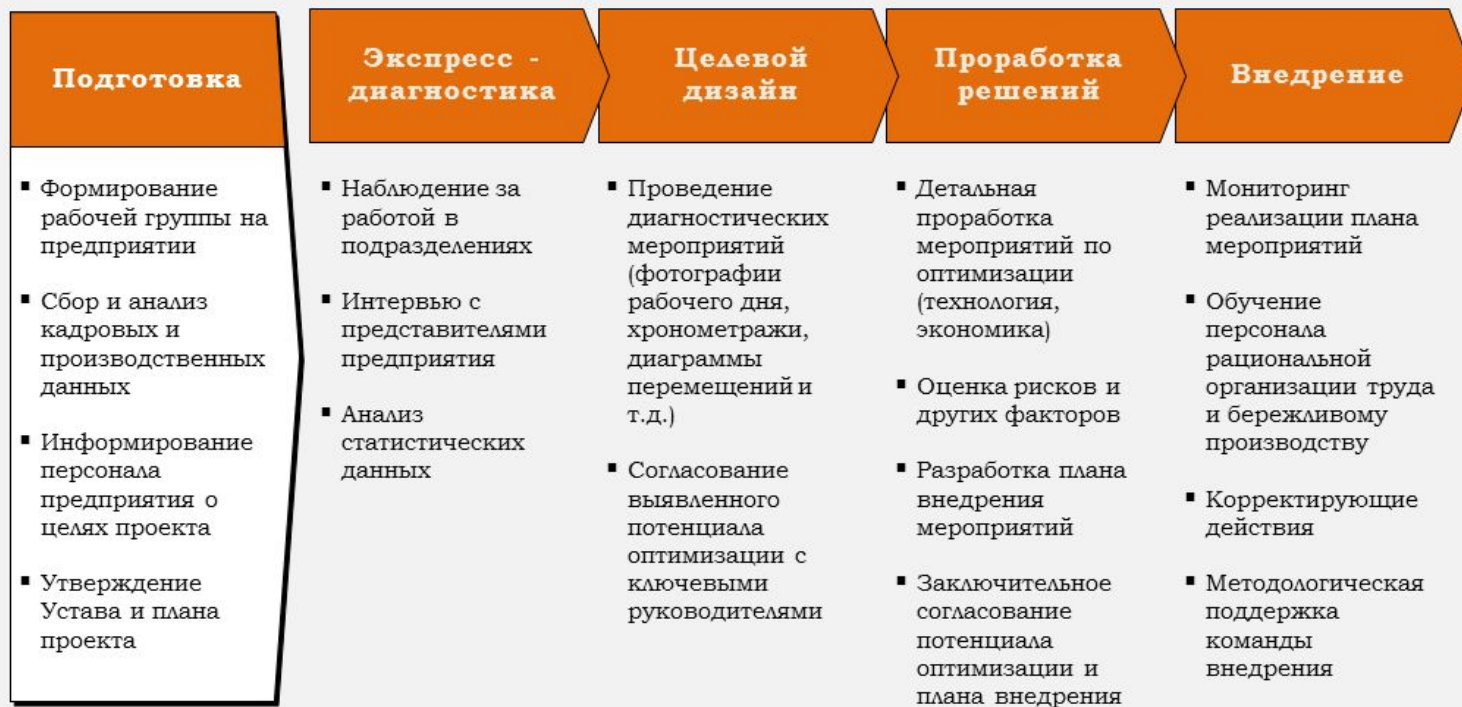 Подготовка
Формирование
рабочей группы на
предприятии
Сбор и анализ
кадровых и
производственных
данных
Информирование
персонала
предприятия о
целях проекта
Утверждение
Устава и плана
проекта
Экспресс -
диагностика
Наблюдение за
работой в
подразделениях
Интервью с
представителями
предприятия
Анализ
статистических
данных
Целевой
дизайн
Проведение
диагностических
мероприятий
(фотографии
рабочего дня,
хронометражи,
диаграммы
перемещений и
т.д.)
Согласование
выявленного
потенциала
оптимизации с
ключевыми
руководителями
Проработка
решений
Детальная
проработка
мероприятий по
оптимизации
(технология,
экономика)
Оценка рисков и
других факторов
Разработка плана
внедрения
мероприятий
Заключительное
согласование
потенциала
оптимизации и
плана внедрения
Внедрение
Мониторинг
реализации плана
мероприятий
Обучение
персонала
рациональной
организации труда
и бережливому
производству
Корректирующие
действия
Методологическая
поддержка
команды
внедрения